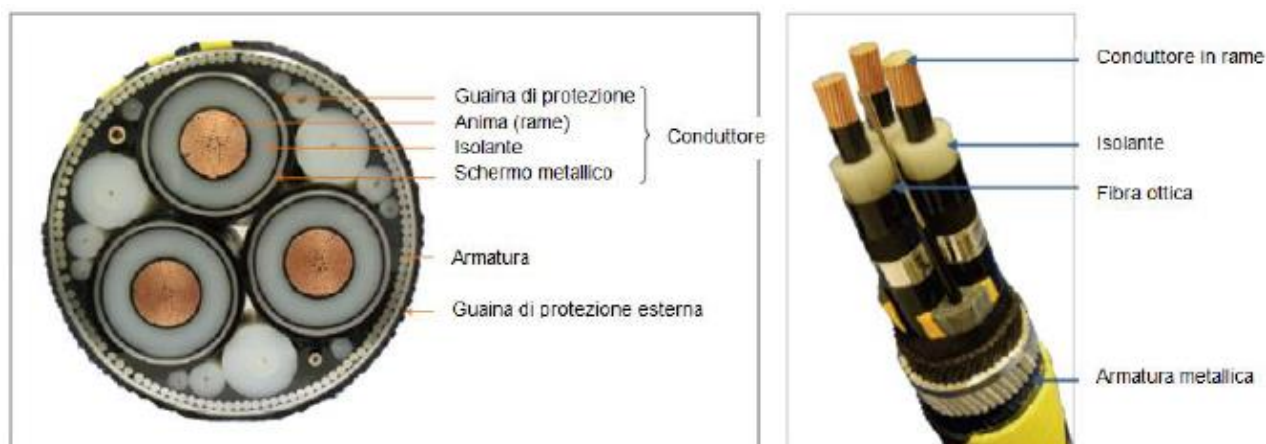 Guaina di protezione
Anima (rame)
Isolante
Schermo metallico
Conduttore
Armatura
Guaina di protezione esterna
Conduttore in rame
Isolante
Fibra ottica
Armatura metallica